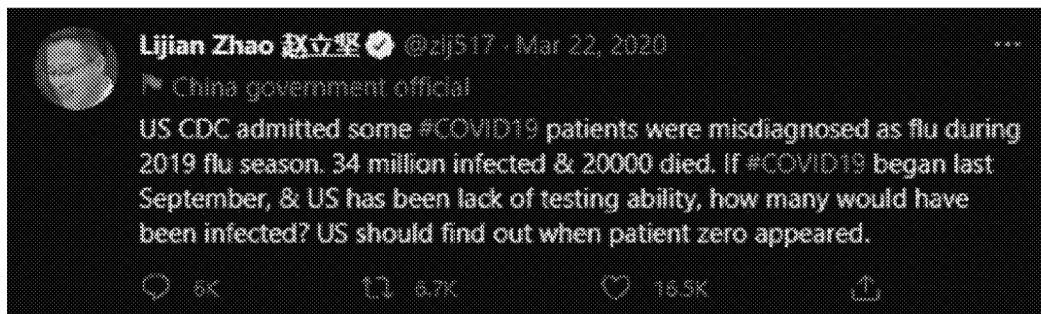 Lijian Zhao 赵立坚 @zlj517 · Mar 22, 2020
China government official
US CDC admitted some #COVID19 patients were misdiagnosed as flu during
2019 flu season. 34 million infected & 20000 died. If #COVID19 began last
September, & US has been lack of testing ability, how many would have
been infected? US should find out when patient zero appeared.
6K 6.7K 16.5K